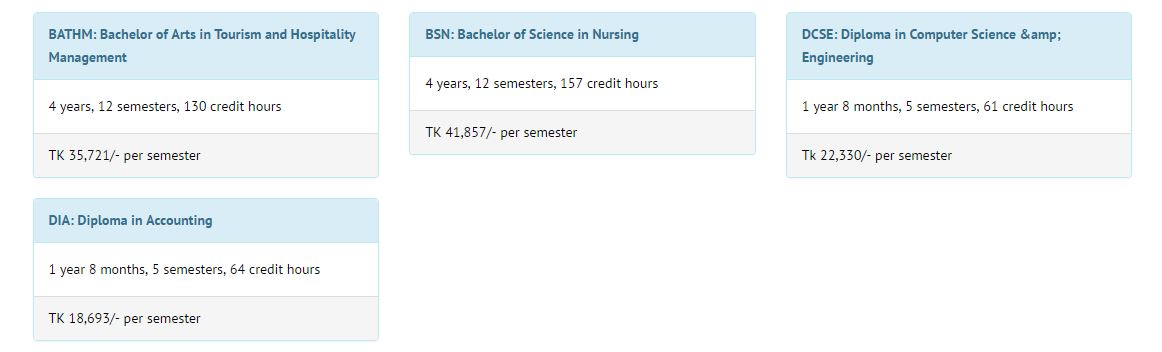 BATHM: Bachelor of Arts in Tourism and Hospitality
Management
4 years, 12 semesters, 130 credit hours
TK 35,721/- per semester
BSN: Bachelor of Science in Nursing
4 years, 12 semesters, 157 credit hours
TK 41,857/- per semester
DCSE: Diploma in Computer Science &amp;
Engineering
1 year 8 months, 5 semesters, 61 credit hours
Tk 22,330/- per semester
DIA: Diploma in Accounting
1 year 8 months, 5 semesters, 64 credit hours
TK 18,693/- per semester